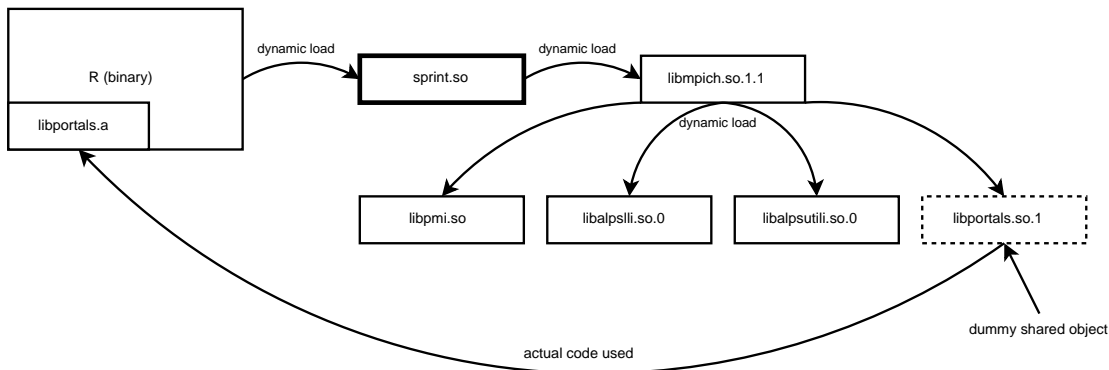 dynamic load
dynamic load
R (binary)
sprint.so
libmpich.so.1.1
libportals.a
dynamic load
libpmi.so
libalpslli.so.0
libalpsutili.so.0
libportals.so.1
dummy shared object
actual code used